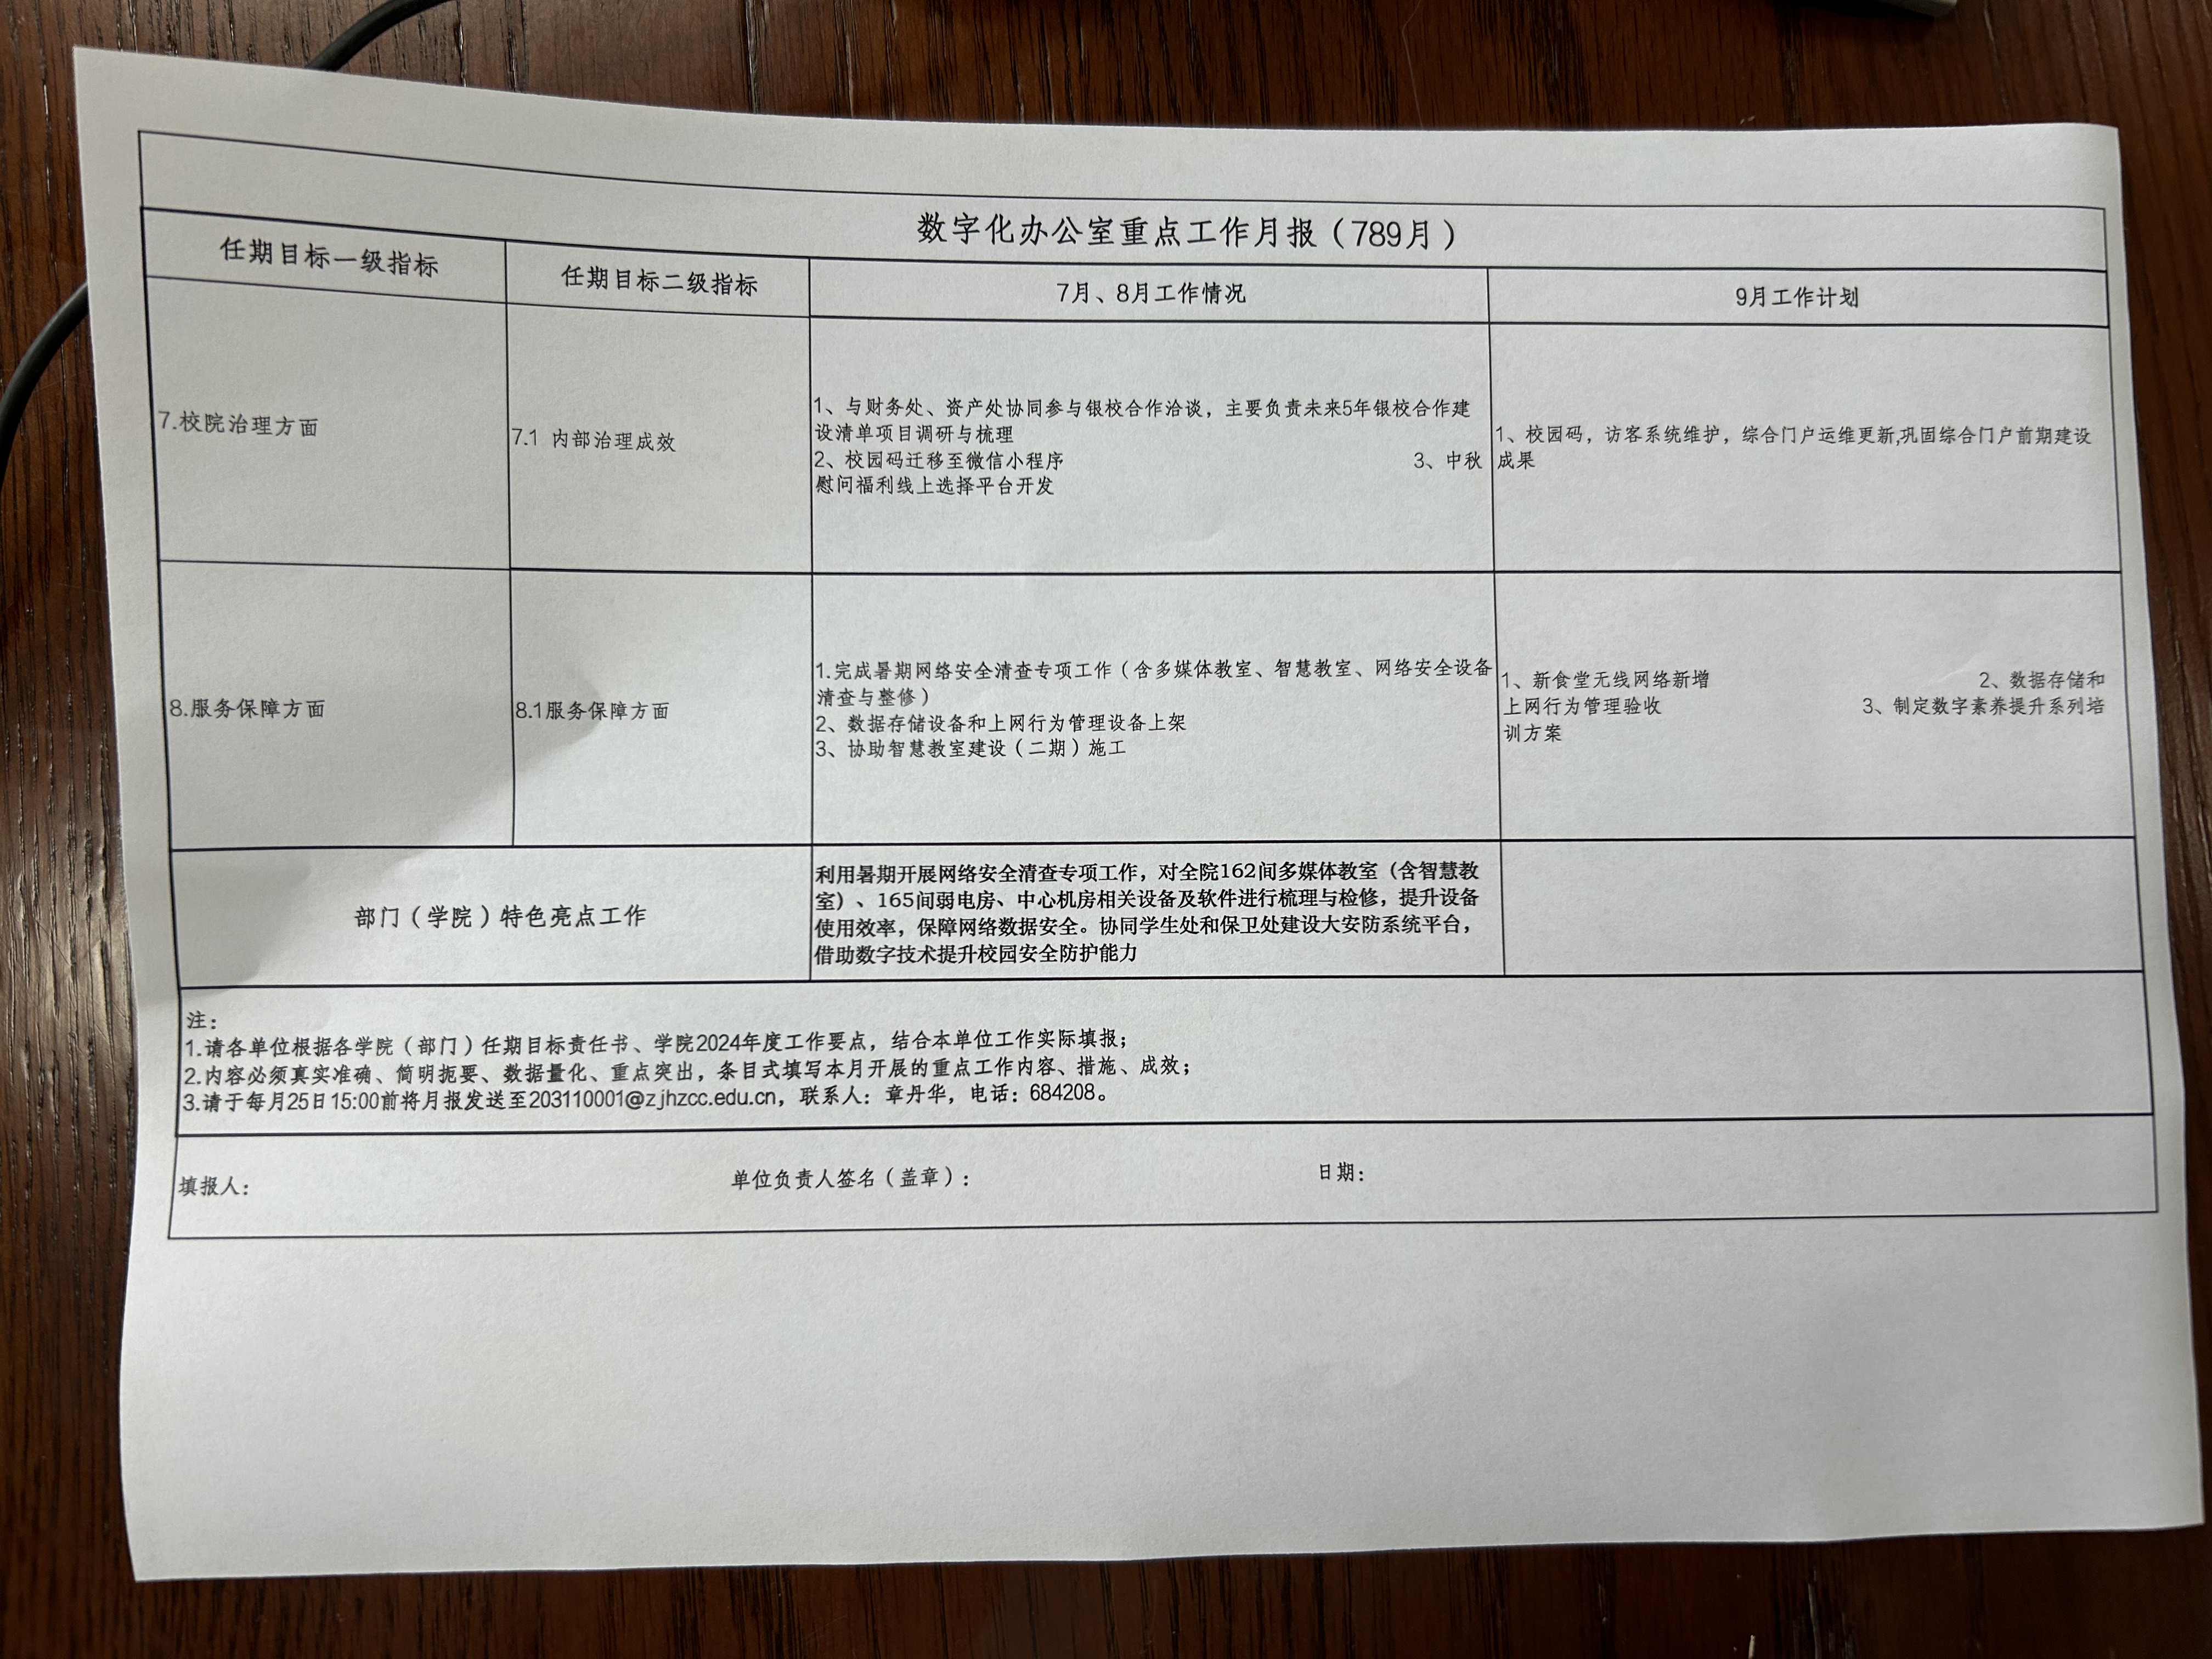 数字化办公室重点工作月报（789月）
任期目标一级指标
任期目标二级指标
7月、8月工作情况
9月工作计划
7.校院治理方面
7.1 内部治理成效
1、与财务处、资产处协同参与银校合作洽谈，主要负责未来5年银校合作建
设清单项目调研与梳理
2、校园码迁移至微信小程序 3、中秋
慰问福利线上选择平台开发
1、校园码，访客系统维护，综合门户运维更新,巩固综合门户前期建设
成果
8.服务保障方面
8.1服务保障方面
1.完成暑期网络安全清查专项工作（含多媒体教室、智慧教室、网络安全设备
清查与整修）
2、数据存储设备和上网行为管理设备上架
3、协助智慧教室建设（二期）施工
1、新食堂无线网络新增 2、数据存储和
上网行为管理验收 3、制定数字素养提升系列培
训方案
部门（学院）特色亮点工作
利用暑期开展网络安全清查专项工作，对全院162间多媒体教室（含智慧教
室）、165间弱电房、中心机房相关设备及软件进行梳理与检修，提升设备
使用效率，保障网络数据安全。协同学生处和保卫处建设大安防系统平台，
借助数字技术提升校园安全防护能力
注：
1.请各单位根据各学院（部门）任期目标责任书、学院2024年度工作要点，结合本单位工作实际填报；
2.内容必须真实准确、简明扼要、数据量化、重点突出，条目式填写本月开展的重点工作内容、措施、成效；
3.请于每月25日15:00前将月报发送至203110001@zjhzcc.edu.cn，联系人：章丹华，电话：684208。
填报人： 单位负责人签名（盖章）： 日期：